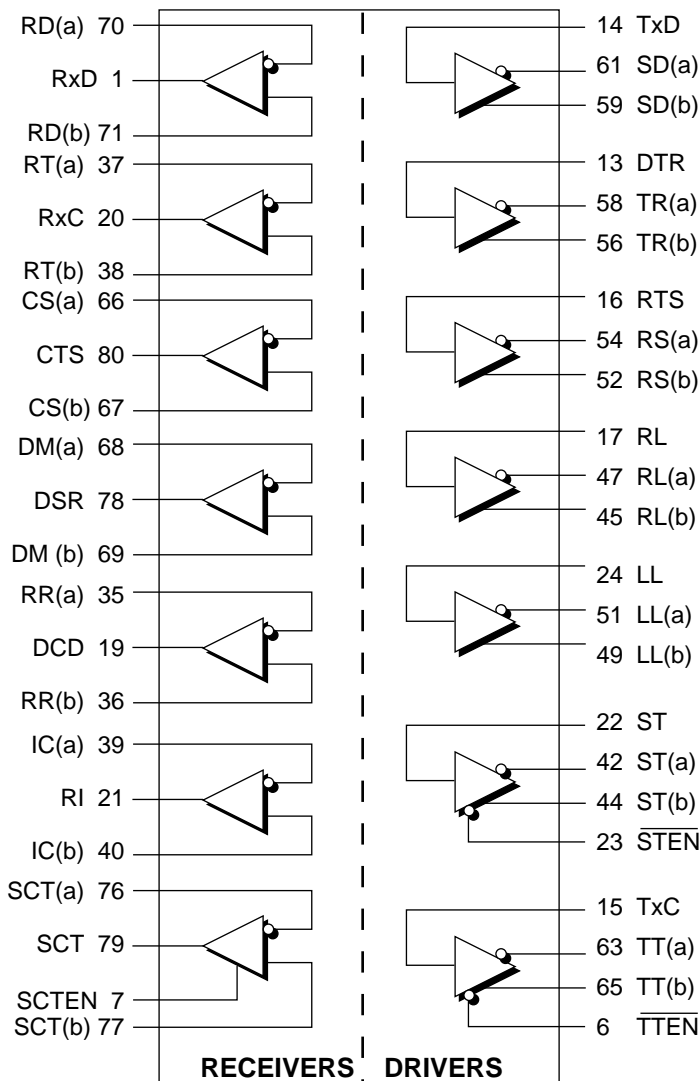 RD(a) 70
RxD 1
RD(b) 71
RT(a) 37
RxC 20
RT(b) 38
CS(a) 66
CTS 80
CS(b) 67
DM(a) 68
DSR 78
DM (b) 69
RR(a) 35
DCD 19
RR(b) 36
IC(a) 39
RI 21
IC(b) 40
SCT(a) 76
SCT 79
SCTEN 7
SCT(b) 77
RECEIVERS
14 TxD
61 SD(a)
59 SD(b)
13 DTR
58 TR(a)
56 TR(b)
16 RTS
54 RS(a)
52 RS(b)
17 RL
47 RL(a)
45 RL(b)
24 LL
51 LL(a)
49 LL(b)
22 ST
42 ST(a)
44 ST(b)
23 S̅T̅E̅N̅
15 TxC
63 TT(a)
65 TT(b)
6 T̅T̅E̅N̅
DRIVERS